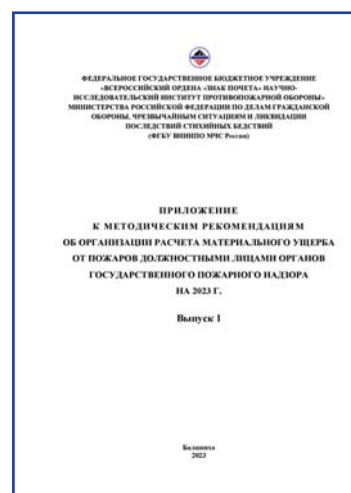 ФЕДЕРАЛЬНОЕ ГОСУДАРСТВЕННОЕ БЮДЖЕТНОЕ УЧРЕЖДЕНИЕ
«ВСЕРОССИЙСКИЙ ОРДЕНА «ЗНАК ПОЧЕТА» НАУЧНО-
ИССЛЕДОВАТЕЛЬСКИЙ ИНСТИТУТ ПРОТИВОПОЖАРНОЙ ОБОРОНЫ»
МИНИСТЕРСТВА РОССИЙСКОЙ ФЕДЕРАЦИИ ПО ДЕЛАМ ГРАЖДАНСКОЙ
ОБОРОНЫ, ЧРЕЗВЫЧАЙНЫМ СИТУАЦИЯМ И ЛИКВИДАЦИИ
ПОСЛЕДСТВИЙ СТИХИЙНЫХ БЕДСТВИЙ
(ФГБУ ВНИИПО МЧС России)
ПРИЛОЖЕНИЕ
К МЕТОДИЧЕСКИМ РЕКОМЕНДАЦИЯМ
ОБ ОРГАНИЗАЦИИ РАСЧЕТА МАТЕРИАЛЬНОГО УЩЕРБА
ОТ ПОЖАРОВ ДОЛЖНОСТНЫМИ ЛИЦАМИ ОРГАНОВ
ГОСУДАРСТВЕННОГО ПОЖАРНОГО НАДЗОРА
НА 2023 Г.
Выпуск 1
Балашиха
2023